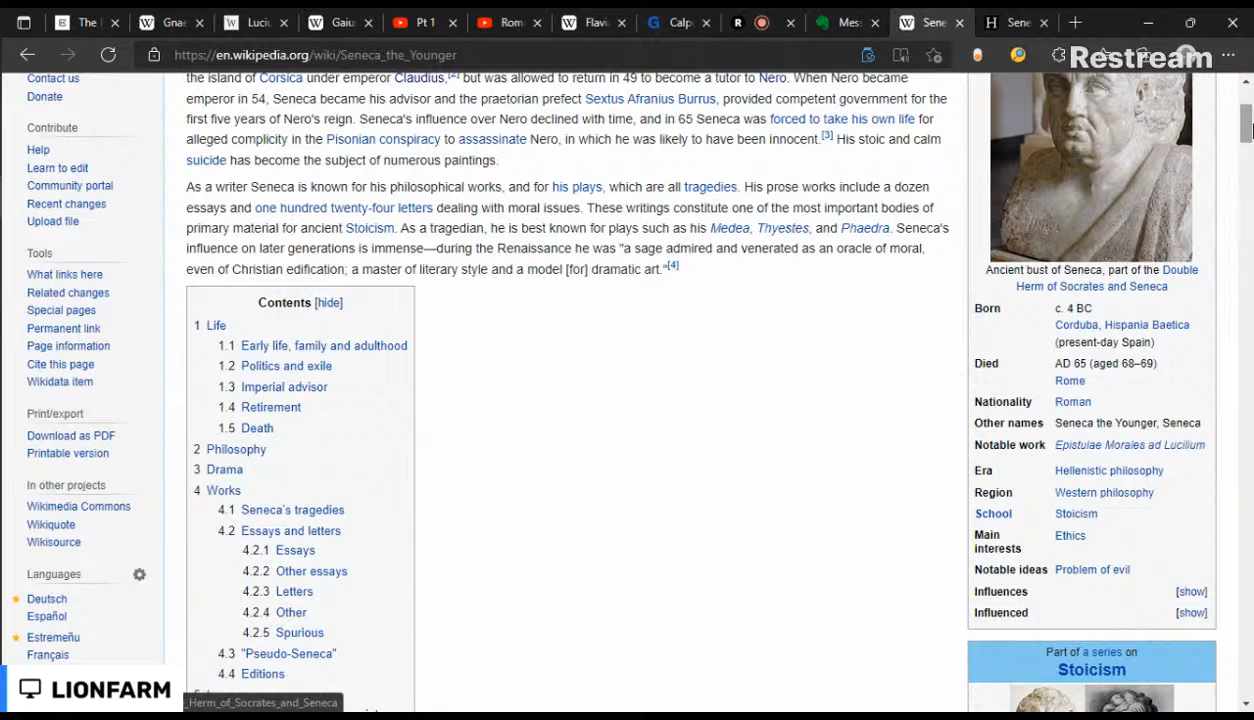 The
Gnae
Luciu
Gaius
Pt 1
Rom
Flavi
Calp
R
Mess
Sene
Sene
https://en.wikipedia.org/wiki/Seneca_the_Younger
Restream
Contact us
Donate
Contribute
Help
Learn to edit
Community portal
Recent changes
Upload file
Tools
What links here
Related changes
Special pages
Permanent link
Page information
Cite this page
Wikidata item
Print/export
Download as PDF
Printable version
In other projects
Wikimedia Commons
Wikiquote
Wikisource
Languages
Deutsch
Español
Estremeñu
Français
the island of Corsica under emperor Claudius,[2] but was allowed to return in 49 to become a tutor to Nero. When Nero became
emperor in 54, Seneca became his advisor and the praetorian prefect Sextus Afranius Burrus, provided competent government for the
first five years of Nero's reign. Seneca's influence over Nero declined with time, and in 65 Seneca was forced to take his own life for
alleged complicity in the Pisonian conspiracy to assassinate Nero, in which he was likely to have been innocent.[3] His stoic and calm
suicide has become the subject of numerous paintings.
As a writer Seneca is known for his philosophical works, and for his plays, which are all tragedies. His prose works include a dozen
essays and one hundred twenty-four letters dealing with moral issues. These writings constitute one of the most important bodies of
primary material for ancient Stoicism. As a tragedian, he is best known for plays such as his Medea, Thyestes, and Phaedra. Seneca's
influence on later generations is immense—during the Renaissance he was "a sage admired and venerated as an oracle of moral,
even of Christian edification; a master of literary style and a model [for] dramatic art."[4]
Contents [hide]
1 Life
1.1 Early life, family and adulthood
1.2 Politics and exile
1.3 Imperial advisor
1.4 Retirement
1.5 Death
2 Philosophy
3 Drama
4 Works
4.1 Seneca's tragedies
4.2 Essays and letters
4.2.1 Essays
4.2.2 Other essays
4.2.3 Letters
4.2.4 Other
4.2.5 Spurious
4.3 "Pseudo-Seneca"
4.4 Editions
Ancient bust of Seneca, part of the Double
Herm of Socrates and Seneca
Born c. 4 BC
Corduba, Hispania Baetica
(present-day Spain)
Died AD 65 (aged 68–69)
Rome
Nationality Roman
Other names Seneca the Younger, Seneca
Notable work Epistulae Morales ad Lucilium
Era Hellenistic philosophy
Region Western philosophy
School Stoicism
Main interests Ethics
Notable ideas Problem of evil
Influences [show]
Influenced [show]
Part of a series on
Stoicism
LIONFARM
_Herm_of_Socrates_and_Seneca